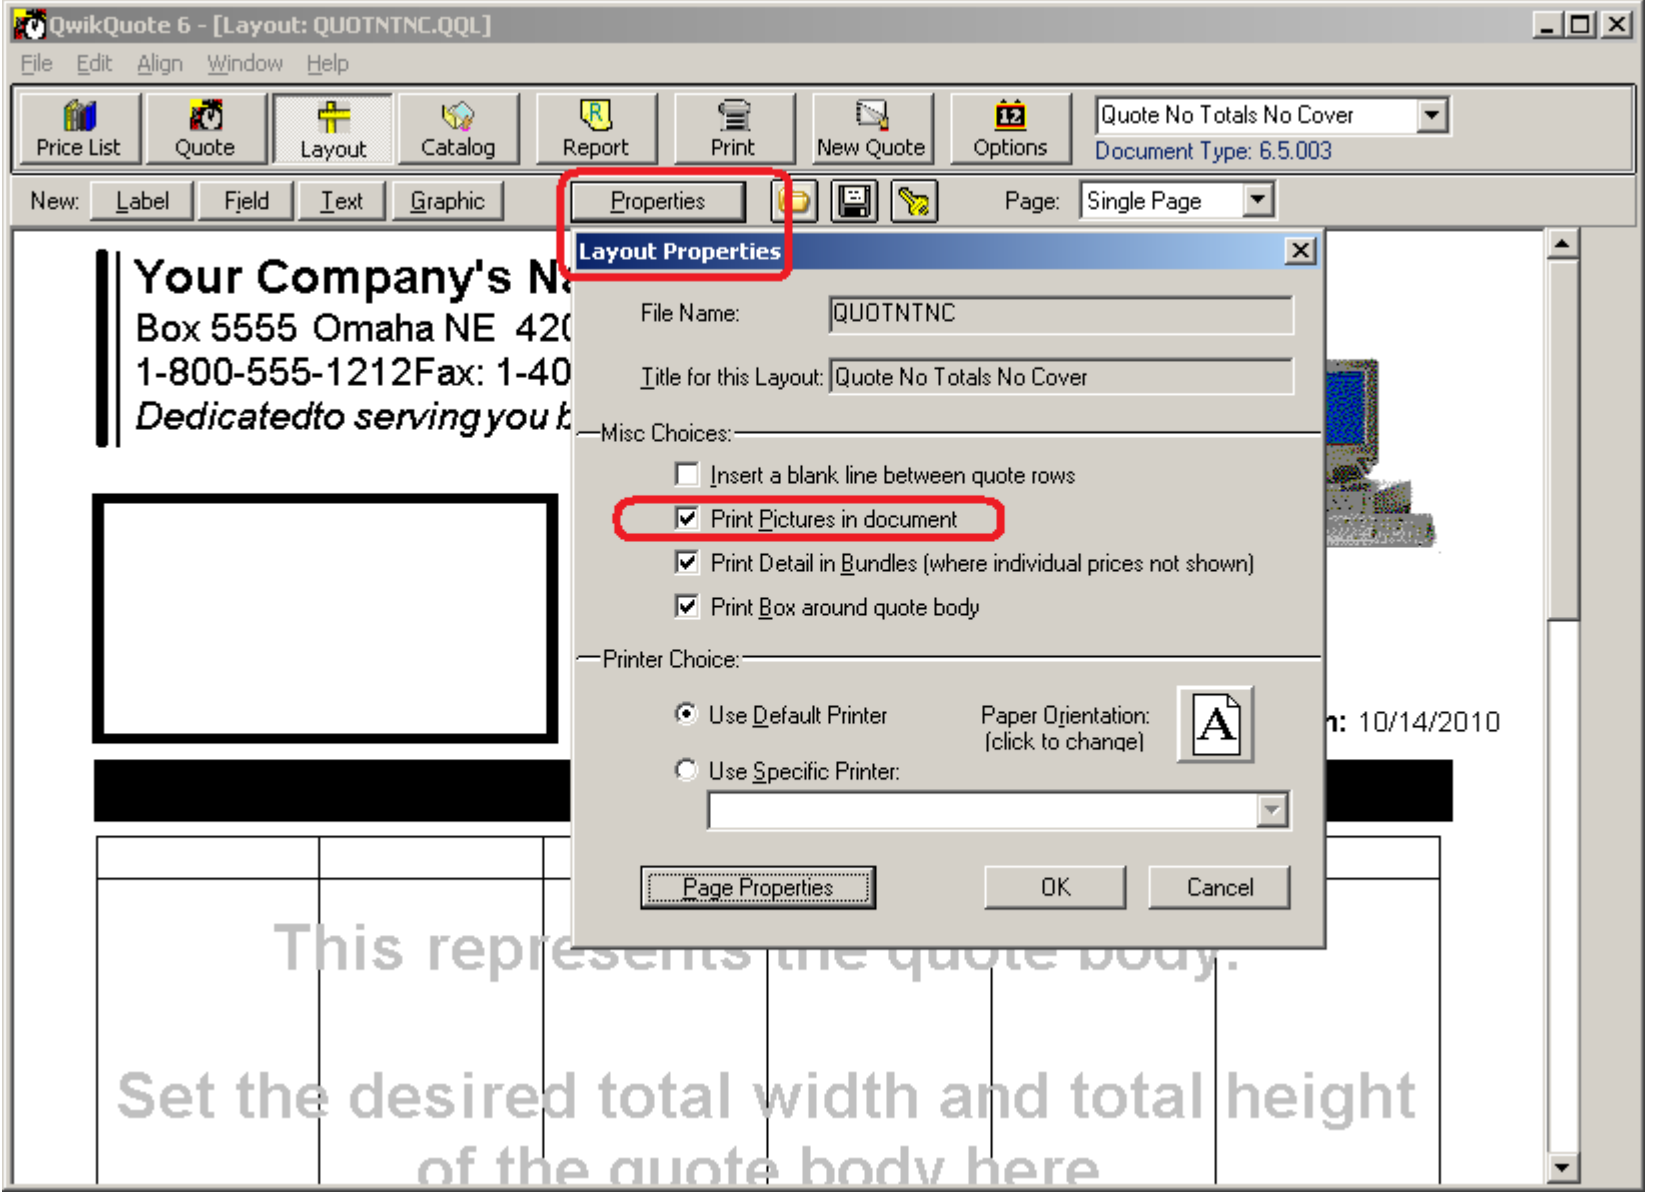 QwikQuote 6 - [Layout: QUOTNTNC.QQL]
File Edit Align Window Help
Price List Quote Layout Catalog Report Print New Quote Options
Quote No Totals No Cover
Document Type: 6.5.003
New: Label Field Text Graphic Properties Page: Single Page
Layout Properties
Your Company's
Box 5555 Omaha NE 420
1-800-555-1212Fax: 1-40
Dedicatedto serving you
File Name: QUOTNTNC
Title for this Layout: Quote No Totals No Cover
Misc Choices:
Insert a blank line between quote rows
Print Pictures in document
Print Detail in Bundles (where individual prices not shown)
Print Box around quote body
Printer Choice:
Use Default Printer
Paper Orientation:
(click to change)
A
Use Specific Printer:
Page Properties OK Cancel
10/14/2010
This represents the quote body.
Set the desired total width and total height
of the quote body here